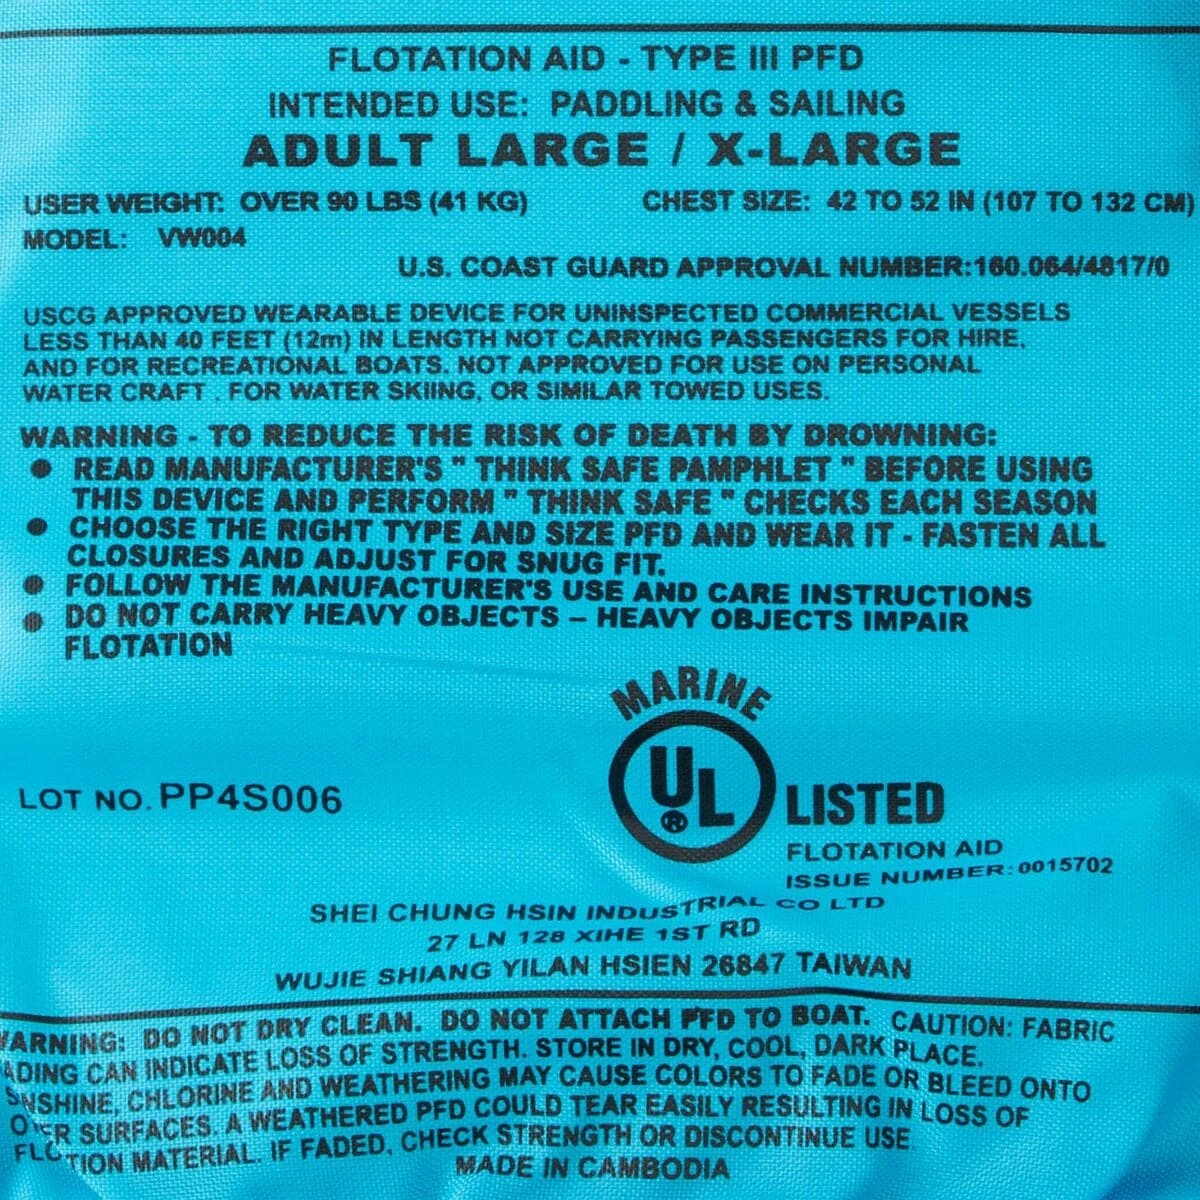 FLOTATION AID - TYPE III PFD
INTENDED USE: PADDLING & SAILING
ADULT LARGE / X-LARGE
USER WEIGHT: OVER 90 LBS (41 KG) CHEST SIZE: 42 TO 52 IN (107 TO 132 CM)
MODEL: VW004
U.S. COAST GUARD APPROVAL NUMBER:160.064/4817/0
USCG APPROVED WEARABLE DEVICE FOR UNINSPECTED COMMERCIAL VESSELS
LESS THAN 40 FEET (12m) IN LENGTH NOT CARRYING PASSENGERS FOR HIRE,
AND FOR RECREATIONAL BOATS. NOT APPROVED FOR USE ON PERSONAL
WATER CRAFT . FOR WATER SKIING, OR SIMILAR TOWED USES.
WARNING - TO REDUCE THE RISK OF DEATH BY DROWNING:
• READ MANUFACTURER'S " THINK SAFE PAMPHLET " BEFORE USING
THIS DEVICE AND PERFORM " THINK SAFE " CHECKS EACH SEASON
• CHOOSE THE RIGHT TYPE AND SIZE PFD AND WEAR IT - FASTEN ALL
CLOSURES AND ADJUST FOR SNUG FIT.
• FOLLOW THE MANUFACTURER'S USE AND CARE INSTRUCTIONS
• DO NOT CARRY HEAVY OBJECTS – HEAVY OBJECTS IMPAIR
FLOTATION
MARINE
UL ®
LISTED
LOT NO. PP4S006
FLOTATION AID
ISSUE NUMBER: 0015702
SHEI CHUNG HSIN INDUSTRIAL CO LTD
27 LN 128 XIHE 1ST RD
WUJIE SHIANG YILAN HSIEN 26847 TAIWAN
WARNING: DO NOT DRY CLEAN. DO NOT ATTACH PFD TO BOAT. CAUTION: FABRIC
ADING CAN INDICATE LOSS OF STRENGTH. STORE IN DRY, COOL, DARK PLACE.
SUNSHINE, CHLORINE AND WEATHERING MAY CAUSE COLORS TO FADE OR BLEED ONTO
OTHER SURFACES. A WEATHERED PFD COULD TEAR EASILY RESULTING IN LOSS OF
FLOTATION MATERIAL. IF FADED, CHECK STRENGTH OR DISCONTINUE USE.
MADE IN CAMBODIA